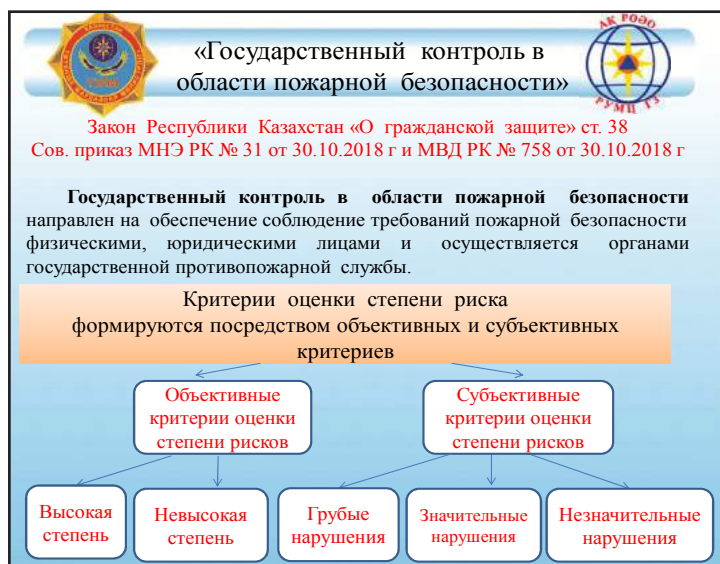 «Государственный контроль в
области пожарной безопасности»
АК РОӘО
РУМЦ ГЗ
Закон Республики Казахстан «О гражданской защите» ст. 38
Сов. приказ МНЭ РК № 31 от 30.10.2018 г и МВД РК № 758 от 30.10.2018 г
Государственный контроль в области пожарной безопасности
направлен на обеспечение соблюдение требований пожарной безопасности
физическими, юридическими лицами и осуществляется органами
государственной противопожарной службы.
Критерии оценки степени риска
формируются посредством объективных и субъективных
критериев
Объективные
критерии оценки
степени рисков
Субъективные
критерии оценки
степени рисков
Высокая
степень
Невысокая
степень
Грубые
нарушения
Значительные
нарушения
Незначительные
нарушения